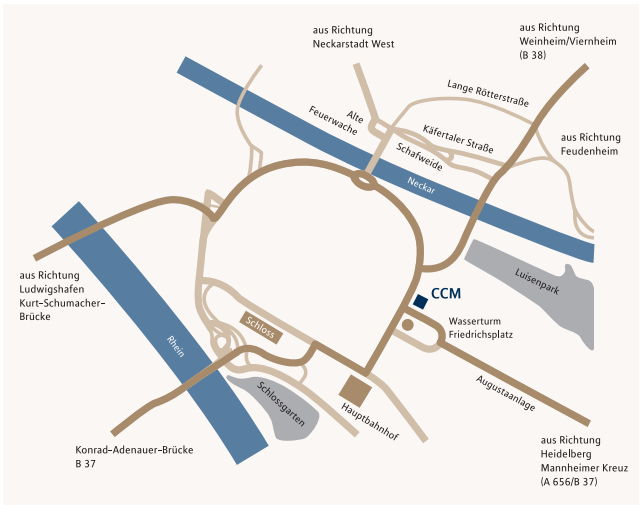 aus Richtung
Neckarstadt West
aus Richtung
Weinheim/Viernheim
(B 38)
Lange Rötterstraße
Alte
Feuerwache
Käfertaler Straße
Schafweide
aus Richtung
Feudenheim
Neckar
Luisenpark
aus Richtung
Ludwigshafen
Kurt-Schumacher-
Brücke
CCM
Schloss
Wasserturm
Friedrichsplatz
Rhein
Schlossgarten
Hauptbahnhof
Augustaanlage
Konrad-Adenauer-Brücke
B 37
aus Richtung
Heidelberg
Mannheimer Kreuz
(A 656/B 37)